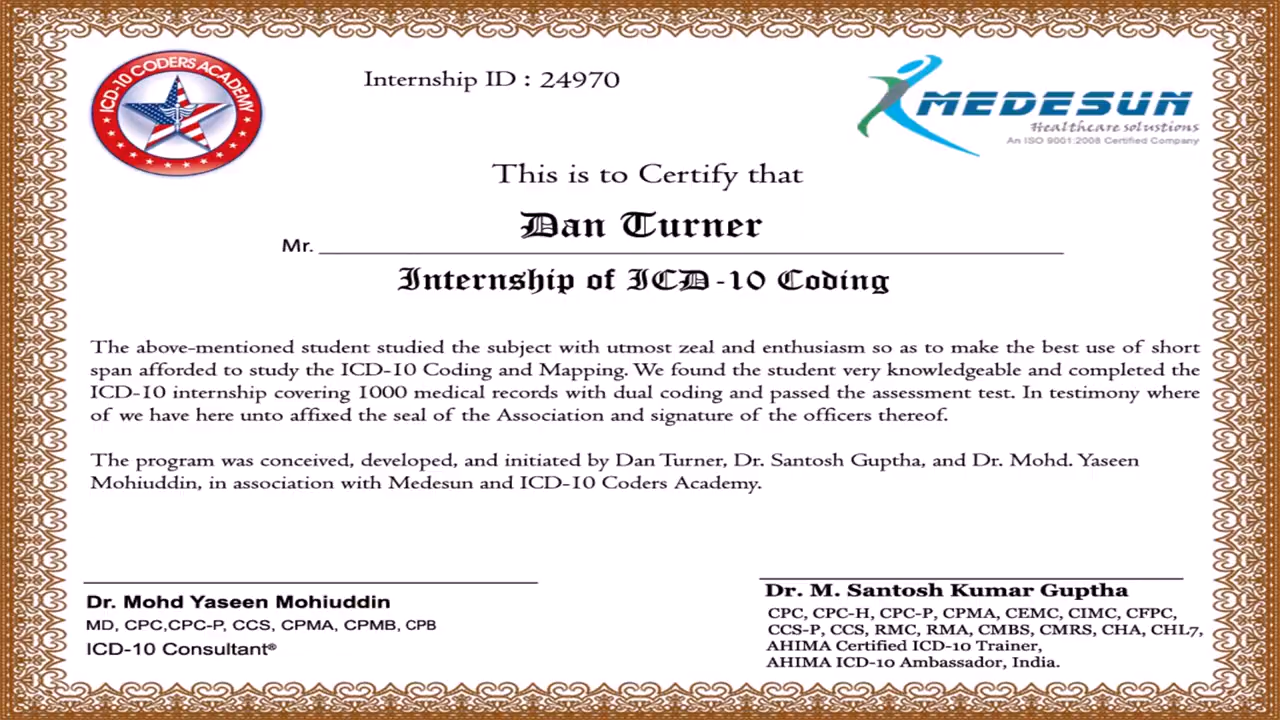 ICD-10 CODERS ACADEMY
Internship ID : 24970
MEDESUN
Healthcare solustions
An ISO 9001:2008 Certified Company
This is to Certify that
Mr. Dan Turner
Internship of ICD-10 Coding
The above-mentioned student studied the subject with utmost zeal and enthusiasm so as to make the best use of short
span afforded to study the ICD-10 Coding and Mapping. We found the student very knowledgeable and completed the
ICD-10 internship covering 1000 medical records with dual coding and passed the assessment test. In testimony where
of we have here unto affixed the seal of the Association and signature of the officers thereof.
The program was conceived, developed, and initiated by Dan Turner, Dr. Santosh Guptha, and Dr. Mohd. Yaseen
Mohiuddin, in association with Medesun and ICD-10 Coders Academy.
Dr. Mohd Yaseen Mohiuddin
MD, CPC,CPC-P, CCS, CPMA, CPMB, CPB
ICD-10 Consultant®
Dr. M. Santosh Kumar Guptha
CPC, CPC-H, CPC-P, CPMA, CEMC, CIMC, CFPC,
CCS-P, CCS, RMC, RMA, CMBS, CMRS, CHA, CHL7,
AHIMA Certified ICD-10 Trainer,
AHIMA ICD-10 Ambassador, India.